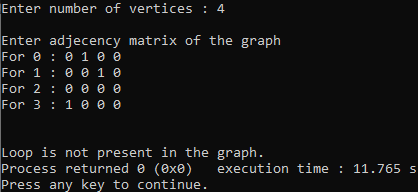 Enter number of vertices : 4
Enter adjecency matrix of the graph
For 0 : 0 1 0 0
For 1 : 0 0 1 0
For 2 : 0 0 0 0
For 3 : 1 0 0 0
Loop is not present in the graph.
Process returned 0 (0x0)   execution time : 11.765 s
Press any key to continue.